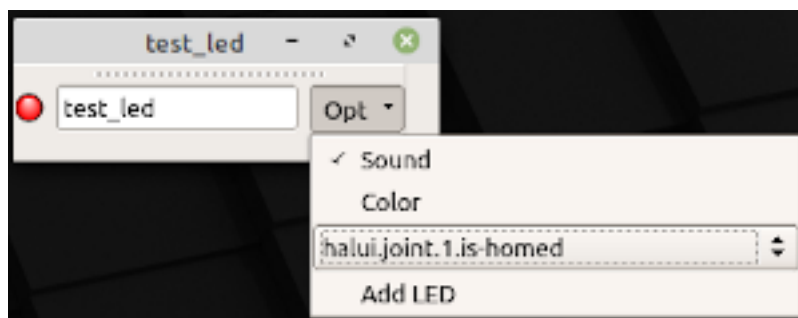 test_led
test_led Opt
Sound
Color
halui.joint.1.is-homed
Add LED